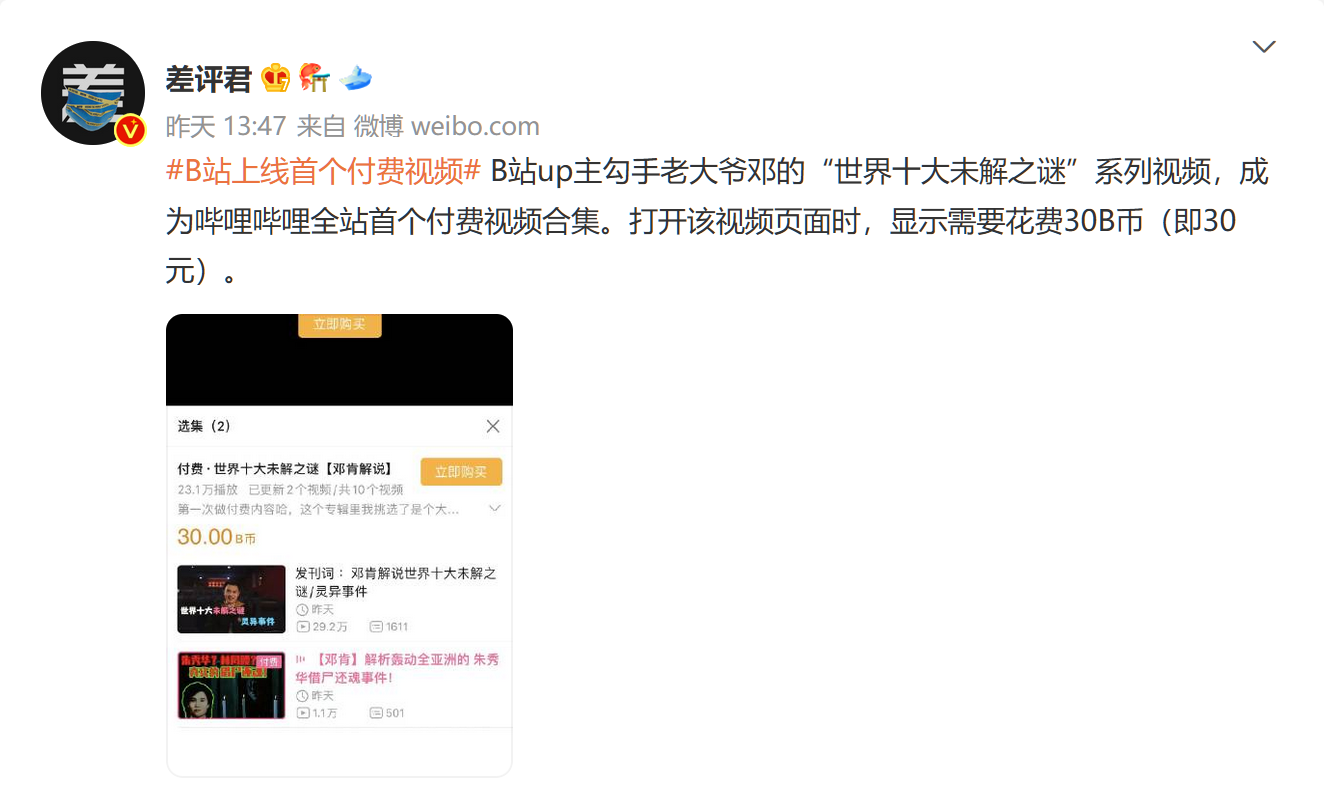 差
差评君
昨天 13:47 来自 微博 weibo.com
#B站上线首个付费视频# B站up主勾手老大爷邓的“世界十大未解之谜”系列视频，成
为哔哩哔哩全站首个付费视频合集。打开该视频页面时，显示需要花费30B币（即30
元）。
立即购买
选集（2）
付费·世界十大未解之谜【邓肯解说】
立即购买
23.1万播放 已更新2个视频/共10个视频
第一次做付费内容哈，这个专辑里我挑选了是个大...
30.00B币
世界十大未解之谜
灵异事件
发刊词：邓肯解说世界十大未解之
谜/灵异事件
昨天
29.2万 1611
付费
真实的借尸还魂!
【邓肯】解析轰动全亚洲的 朱秀
华借尸还魂事件！
昨天
1.1万 501